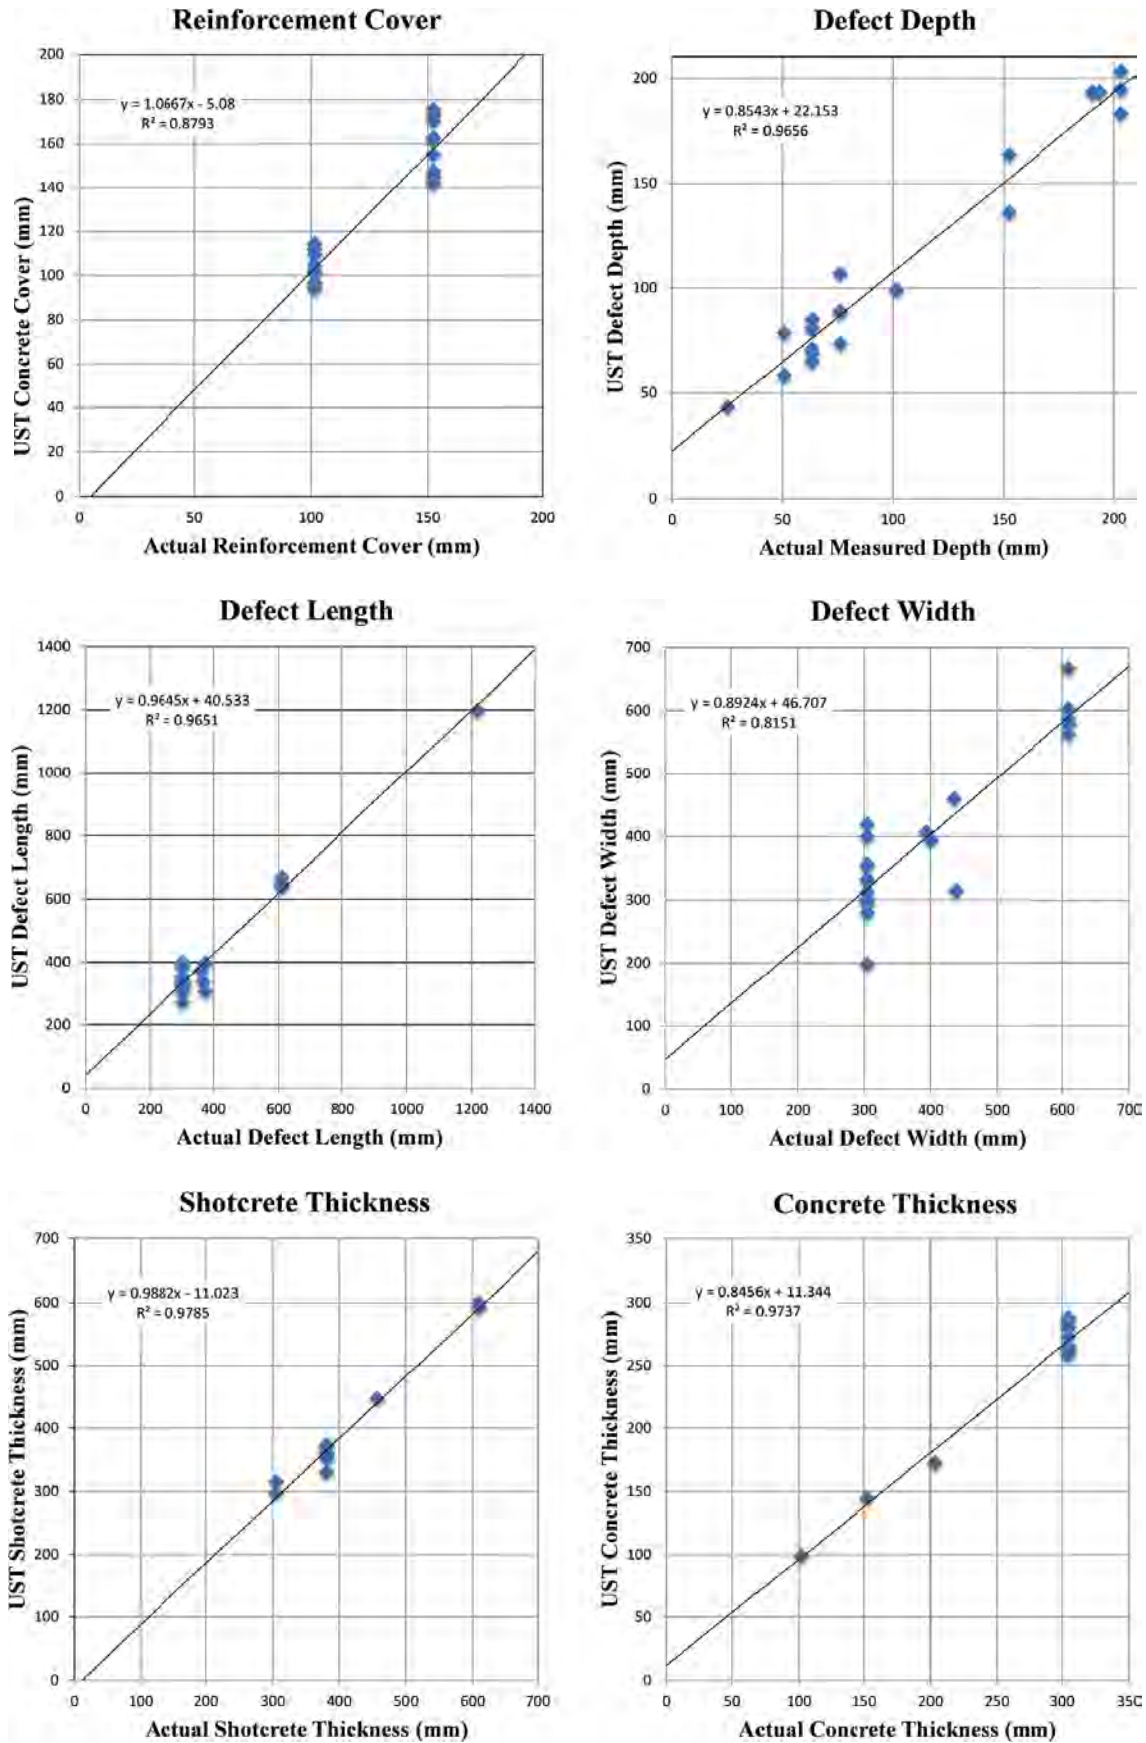 Reinforcement Cover
200
180
160
140
120
100
80
60
40
20
0
UST Concrete Cover (mm)
y = 1.0667x - 5.08
R² = 0.8793
0 50 100 150 200
Actual Reinforcement Cover (mm)
Defect Depth
200
150
100
50
0
UST Defect Depth (mm)
y = 0.8543x + 22.153
R² = 0.9656
0 50 100 150 200
Actual Measured Depth (mm)
Defect Length
1400
1200
1000
800
600
400
200
0
UST Defect Length (mm)
y = 0.9645x + 40.533
R² = 0.9651
0 200 400 600 800 1000 1200 1400
Actual Defect Length (mm)
Defect Width
700
600
500
400
300
200
100
0
UST Defect Width (mm)
y = 0.8924x + 46.707
R² = 0.8151
0 100 200 300 400 500 600 700
Actual Defect Width (mm)
Shotcrete Thickness
700
600
500
400
300
200
100
0
UST Shotcrete Thickness (mm)
y = 0.9882x - 11.023
R² = 0.9785
0 100 200 300 400 500 600 700
Actual Shotcrete Thickness (mm)
Concrete Thickness
350
300
250
200
150
100
50
0
UST Concrete Thickness (mm)
y = 0.8456x + 11.344
R² = 0.9737
0 50 100 150 200 250 300 350
Actual Concrete Thickness (mm)